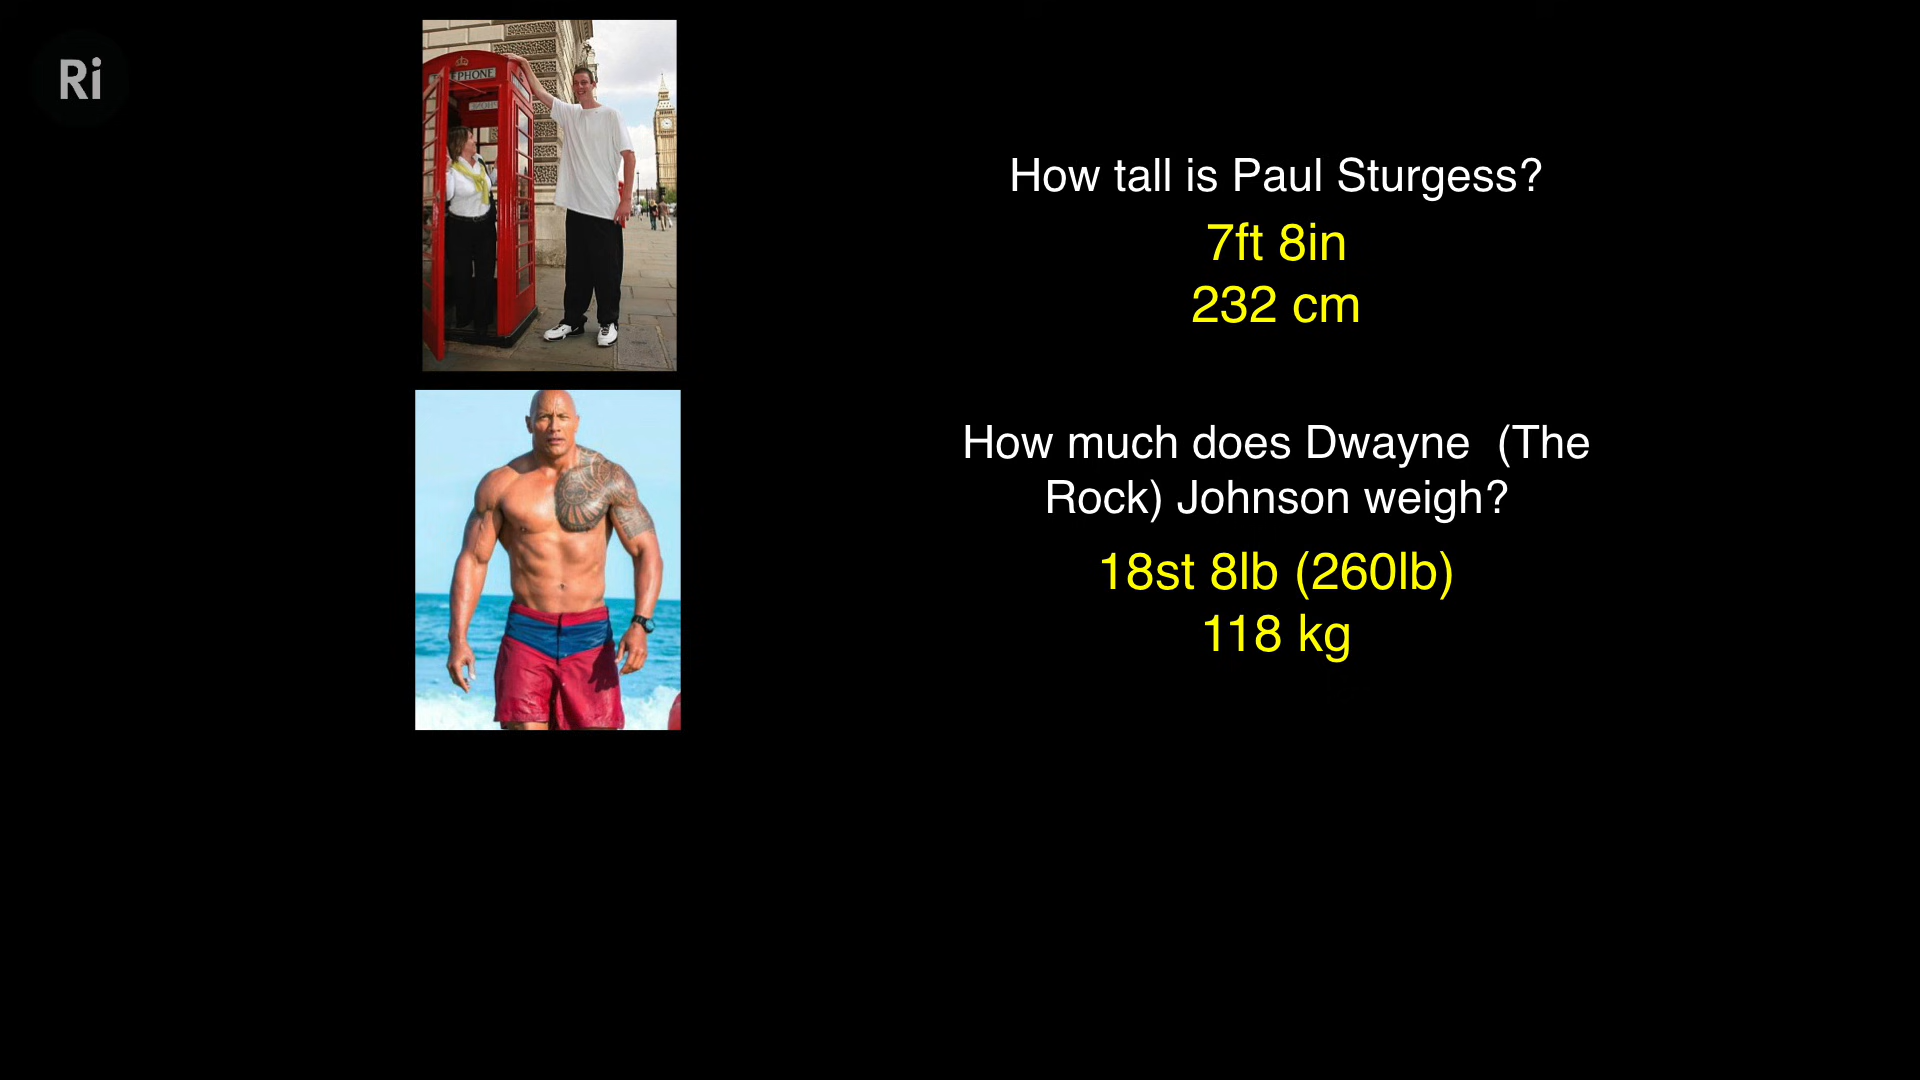 Ri
TELEPHONE
How tall is Paul Sturgess?
7ft 8in
232 cm
How much does Dwayne (The
Rock) Johnson weigh?
18st 8lb (260lb)
118 kg